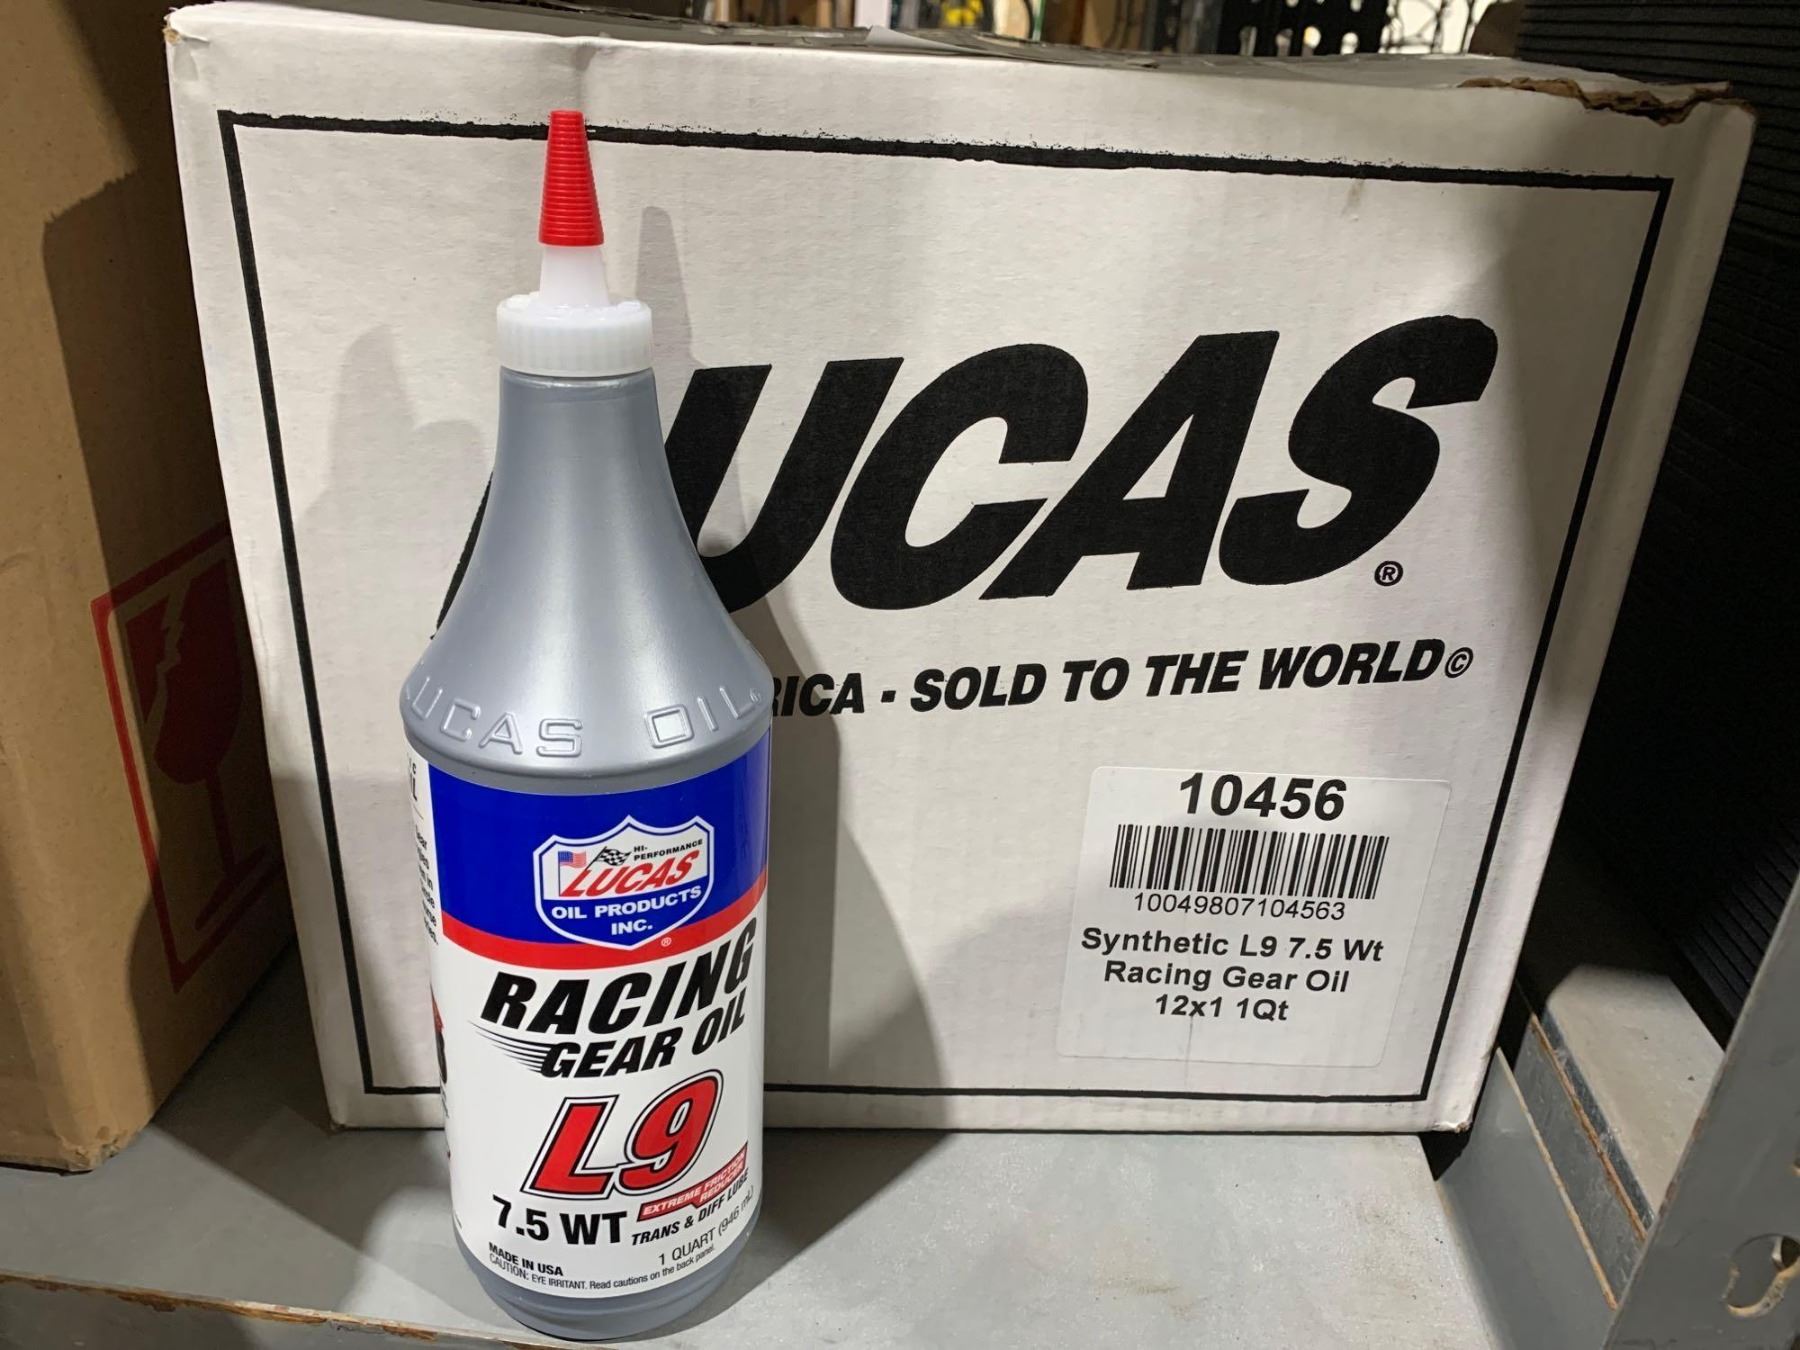 UCAS®
RICA - SOLD TO THE WORLD©
10456
10049807104563
Synthetic L9 7.5 Wt
Racing Gear Oil
12x1 1Qt
LUCAS OIL
HI-
PERFORMANCE
LUCAS
OIL PRODUCTS
INC.
®
RACING
GEAR OIL
L9
EXTREME FRICTION
REDUCER
7.5 WT
TRANS & DIFF LUBE
1 QUART (946 mL)
MADE IN USA
CAUTION: EYE IRRITANT. Read cautions on the back panel.